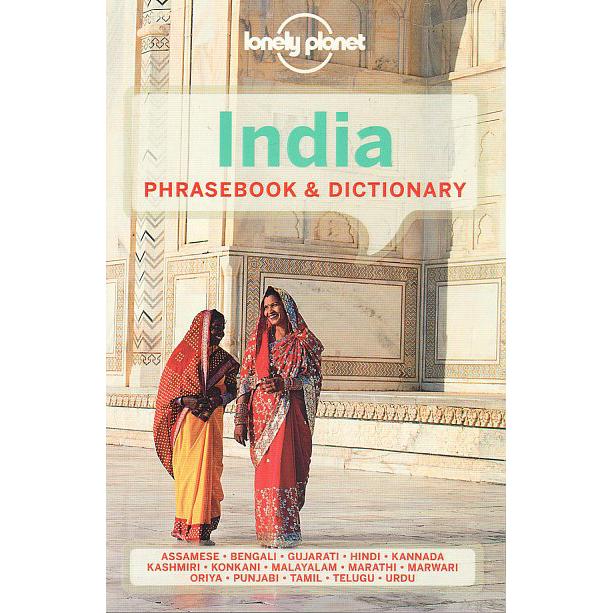 lonely planet
India
PHRASEBOOK & DICTIONARY
ASSAMESE • BENGALI • GUJARATI • HINDI • KANNADA
KASHMIRI • KONKANI • MALAYALAM • MARATHI • MARWARI
ORIYA • PUNJABI • TAMIL • TELUGU • URDU